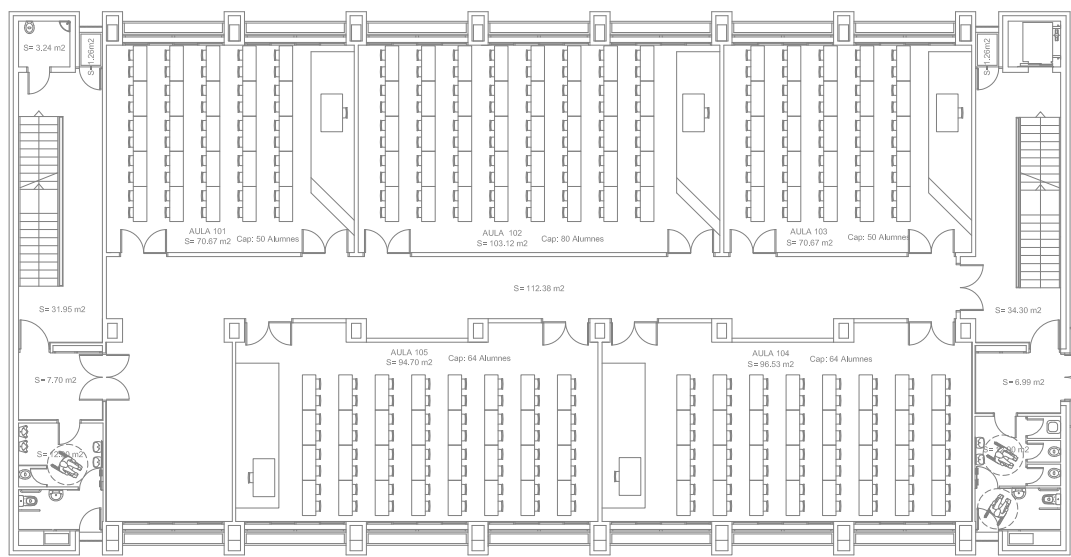 S= 3.24 m2
S=1.26m2
S=1.26m2
AULA 101
S= 70.67 m2
Cap: 50 Alumnes
AULA 102
S= 103.12 m2
Cap: 80 Alumnes
AULA 103
S= 70.67 m2
Cap: 50 Alumnes
S= 112.38 m2
S= 31.95 m2
S= 34.30 m2
AULA 105
S= 94.70 m2
Cap: 64 Alumnes
AULA 104
S= 96.53 m2
Cap: 64 Alumnes
S= 7.70 m2
S= 6.99 m2